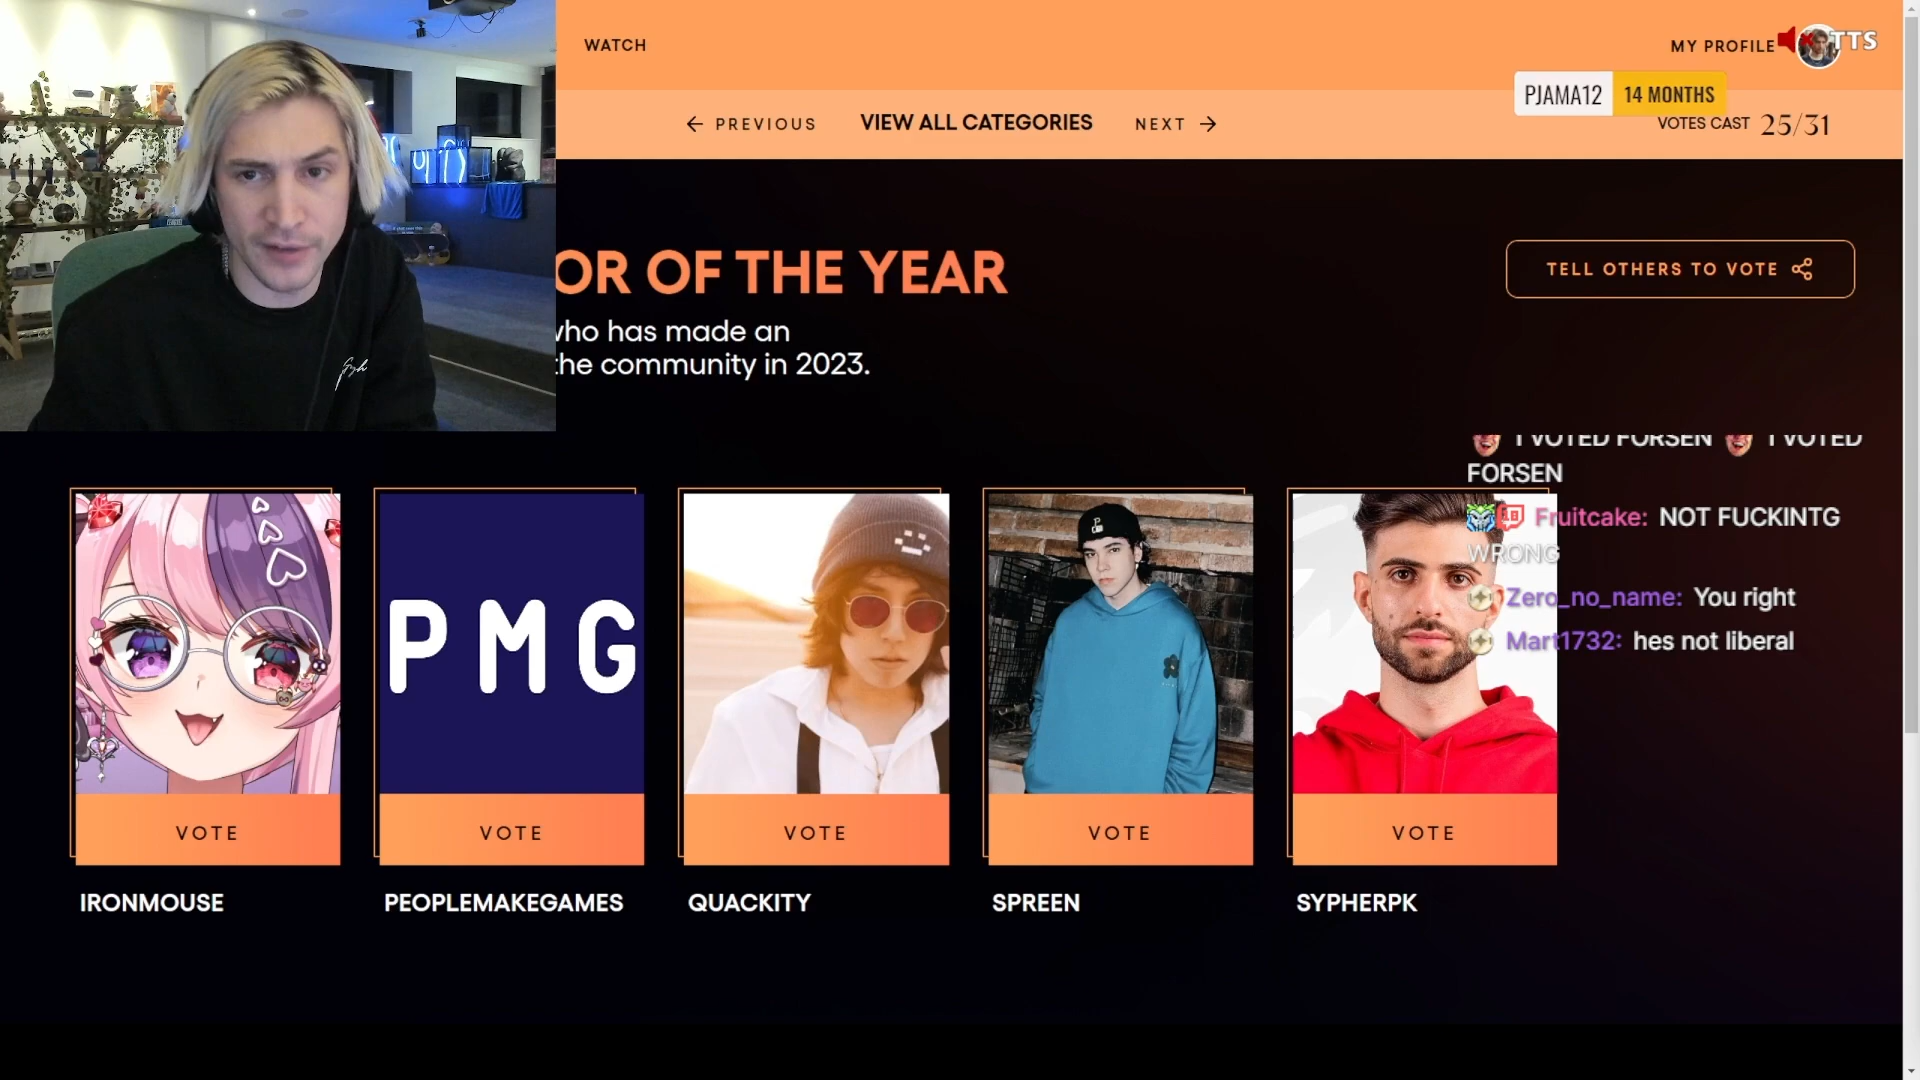 WATCH
MY PROFILE
TTS
PJAMA12 14 MONTHS
PREVIOUS
VIEW ALL CATEGORIES
NEXT
VOTES CAST 25/31
OR OF THE YEAR
TELL OTHERS TO VOTE
who has made an
the community in 2023.
I VOTED FORSEN I VOTED
FORSEN
Fruitcake: NOT FUCKINTG
WRONG
Zero_no_name: You right
Mart1732: hes not liberal
PMG
VOTE
VOTE
VOTE
VOTE
VOTE
IRONMOUSE
PEOPLEMAKEGAMES
QUACKITY
SPREEN
SYPHERPK